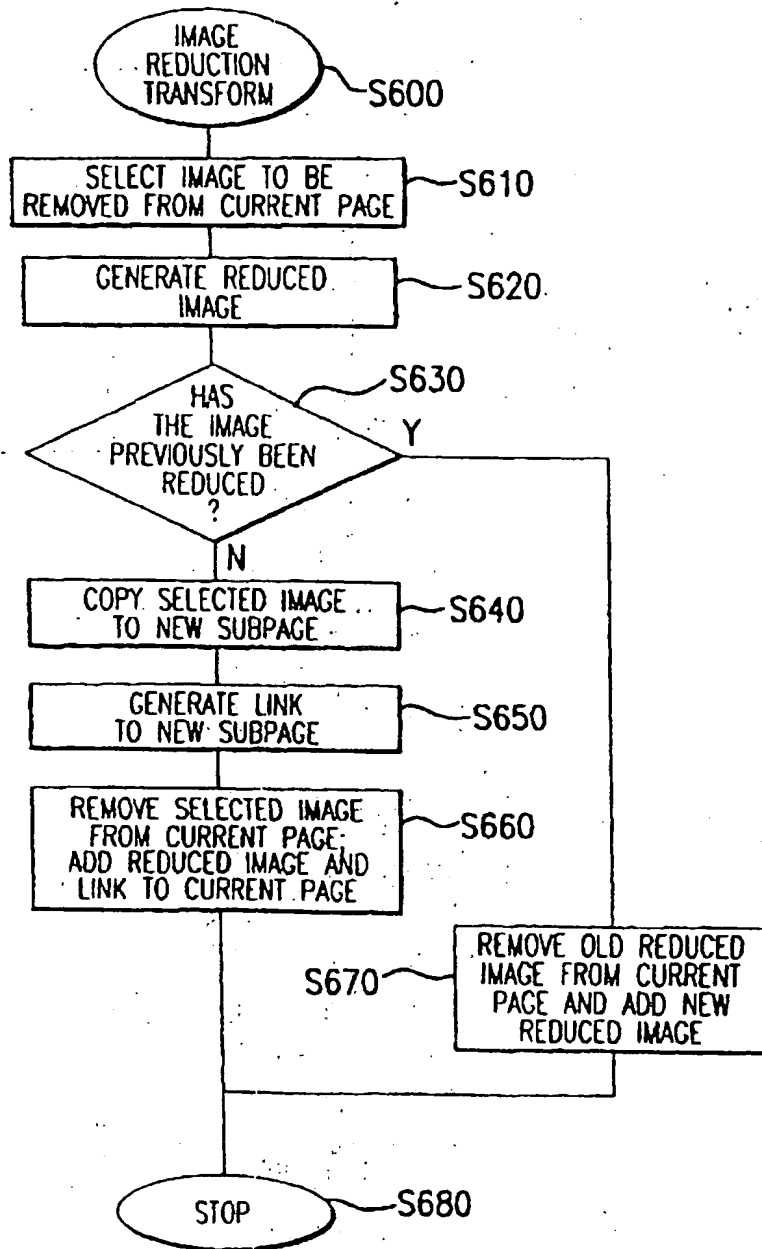 IMAGE
REDUCTION
TRANSFORM
S600
SELECT IMAGE TO BE
REMOVED FROM CURRENT PAGE
S610
GENERATE REDUCED
IMAGE
S620
S630
HAS
THE IMAGE
PREVIOUSLY BEEN
REDUCED
?
Y
N
COPY SELECTED IMAGE
TO NEW SUBPAGE
S640
GENERATE LINK
TO NEW SUBPAGE
S650
REMOVE SELECTED IMAGE
FROM CURRENT PAGE;
ADD REDUCED IMAGE AND
LINK TO CURRENT PAGE
S660
REMOVE OLD REDUCED
IMAGE FROM CURRENT
PAGE AND ADD NEW
REDUCED IMAGE
S670
STOP
S680